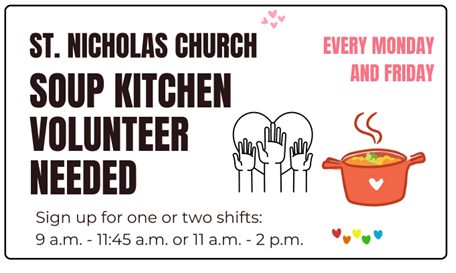 ST. NICHOLAS CHURCH
SOUP KITCHEN
VOLUNTEER
NEEDED
EVERY MONDAY
AND FRIDAY
Sign up for one or two shifts:
9 a.m. - 11:45 a.m. or 11 a.m. - 2 p.m.